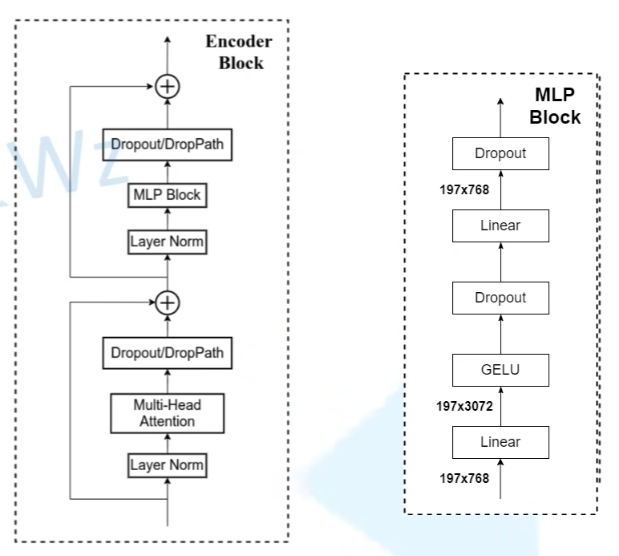 Encoder
Block
Dropout/DropPath
MLP Block
Layer Norm
Dropout/DropPath
Multi-Head
Attention
Layer Norm
MLP
Block
Dropout
197x768
Linear
Dropout
GELU
197x3072
Linear
197x768